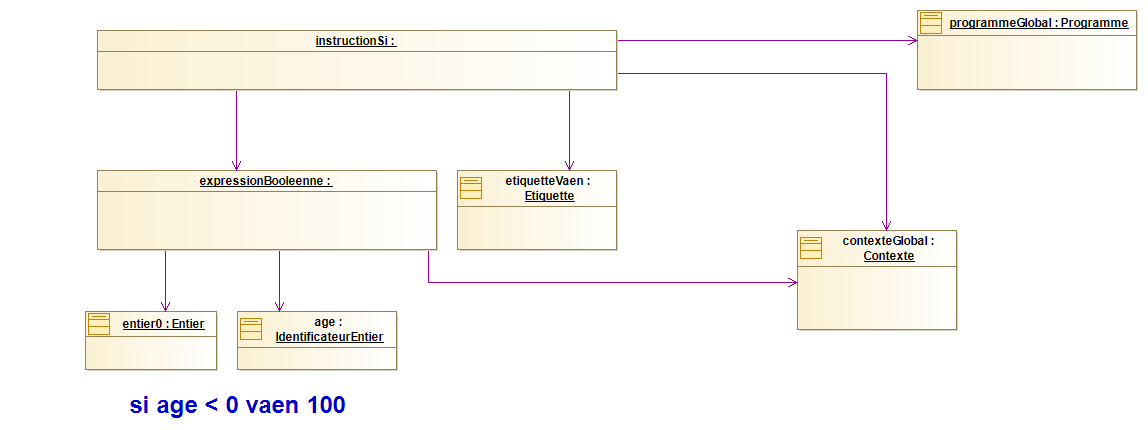 programmeGlobal : Programme
instructionSi :
expressionBooleenne :
etiquetteVaen :
Etiquette
contexteGlobal :
Contexte
entier0 : Entier
age :
IdentificateurEntier
si age < 0 vaen 100